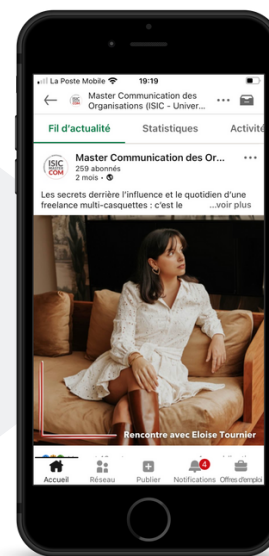 La Poste Mobile 19:19
Master Communication des
Organisations (ISIC - Univer...
Fil d'actualité Statistiques Activité
ISIC
MASTER
COM
Master Communication des Or...
259 abonnés
2 mois
Les secrets derrière l'influence et le quotidien d'une
freelance multi-casquettes : c'est le ...voir plus
Rencontre avec Eloise Tournier
4
Accueil Réseau Publier Notifications Offres d'emploi